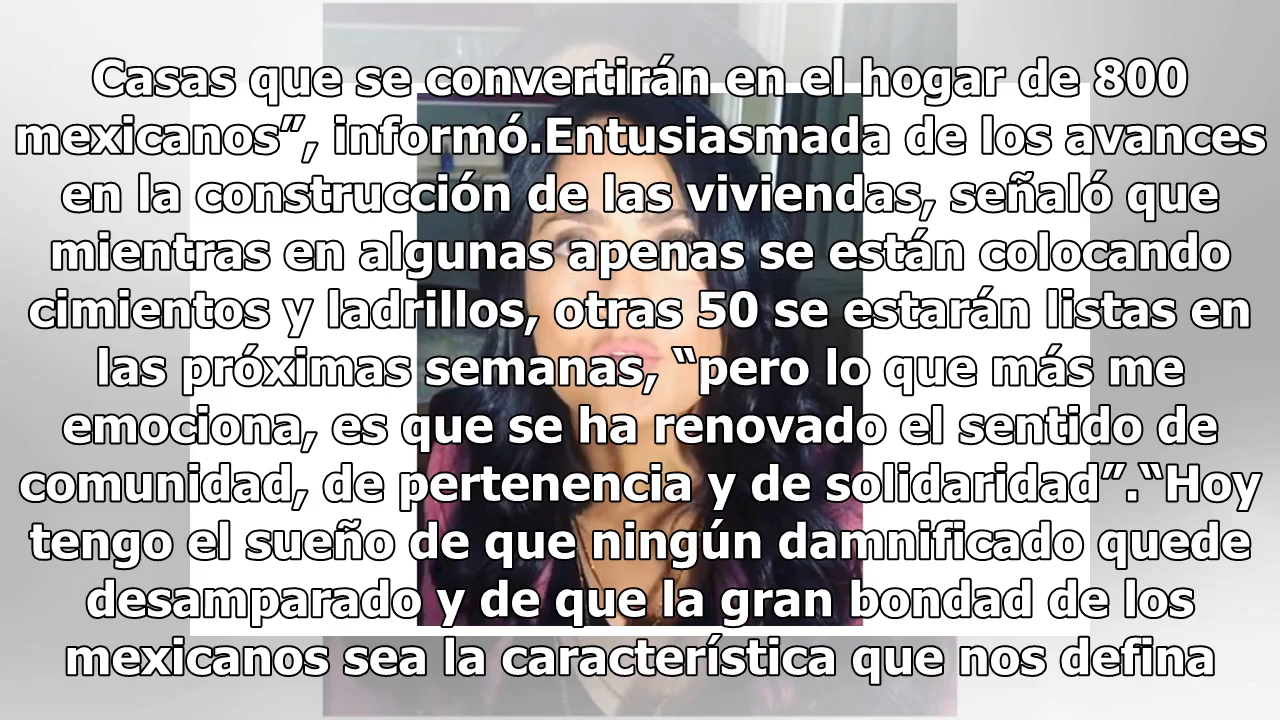 Casas que se convertirán en el hogar de 800
mexicanos”, informó.Entusiasmada de los avances
en la construcción de las viviendas, señaló que
mientras en algunas apenas se están colocando
cimientos y ladrillos, otras 50 se estarán listas en
las próximas semanas, “pero lo que más me
emociona, es que se ha renovado el sentido de
comunidad, de pertenencia y de solidaridad”.“Hoy
tengo el sueño de que ningún damnificado quede
desamparado y de que la gran bondad de los
mexicanos sea la característica que nos defina